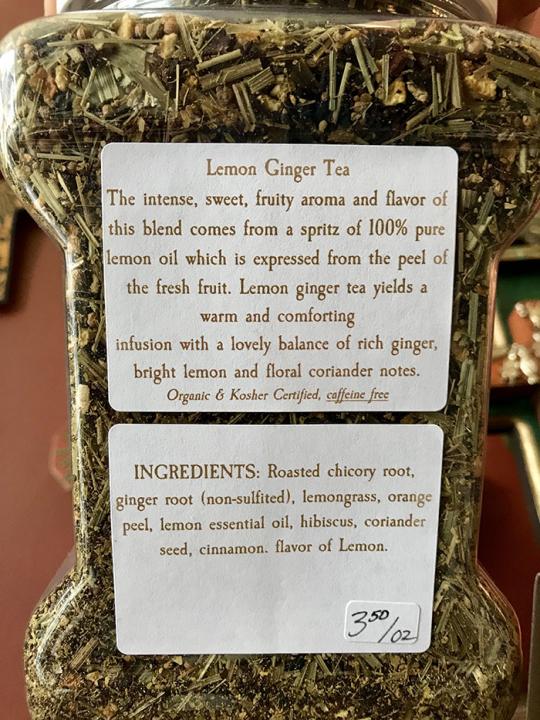 Lemon Ginger Tea
The intense, sweet, fruity aroma and flavor of
this blend comes from a spritz of 100% pure
lemon oil which is expressed from the peel of
the fresh fruit. Lemon ginger tea yields a
warm and comforting
infusion with a lovely balance of rich ginger,
bright lemon and floral coriander notes.
Organic & Kosher Certified, caffeine free
INGREDIENTS: Roasted chicory root,
ginger root (non-sulfited), lemongrass, orange
peel, lemon essential oil, hibiscus, coriander
seed, cinnamon. flavor of Lemon.
3.50/oz